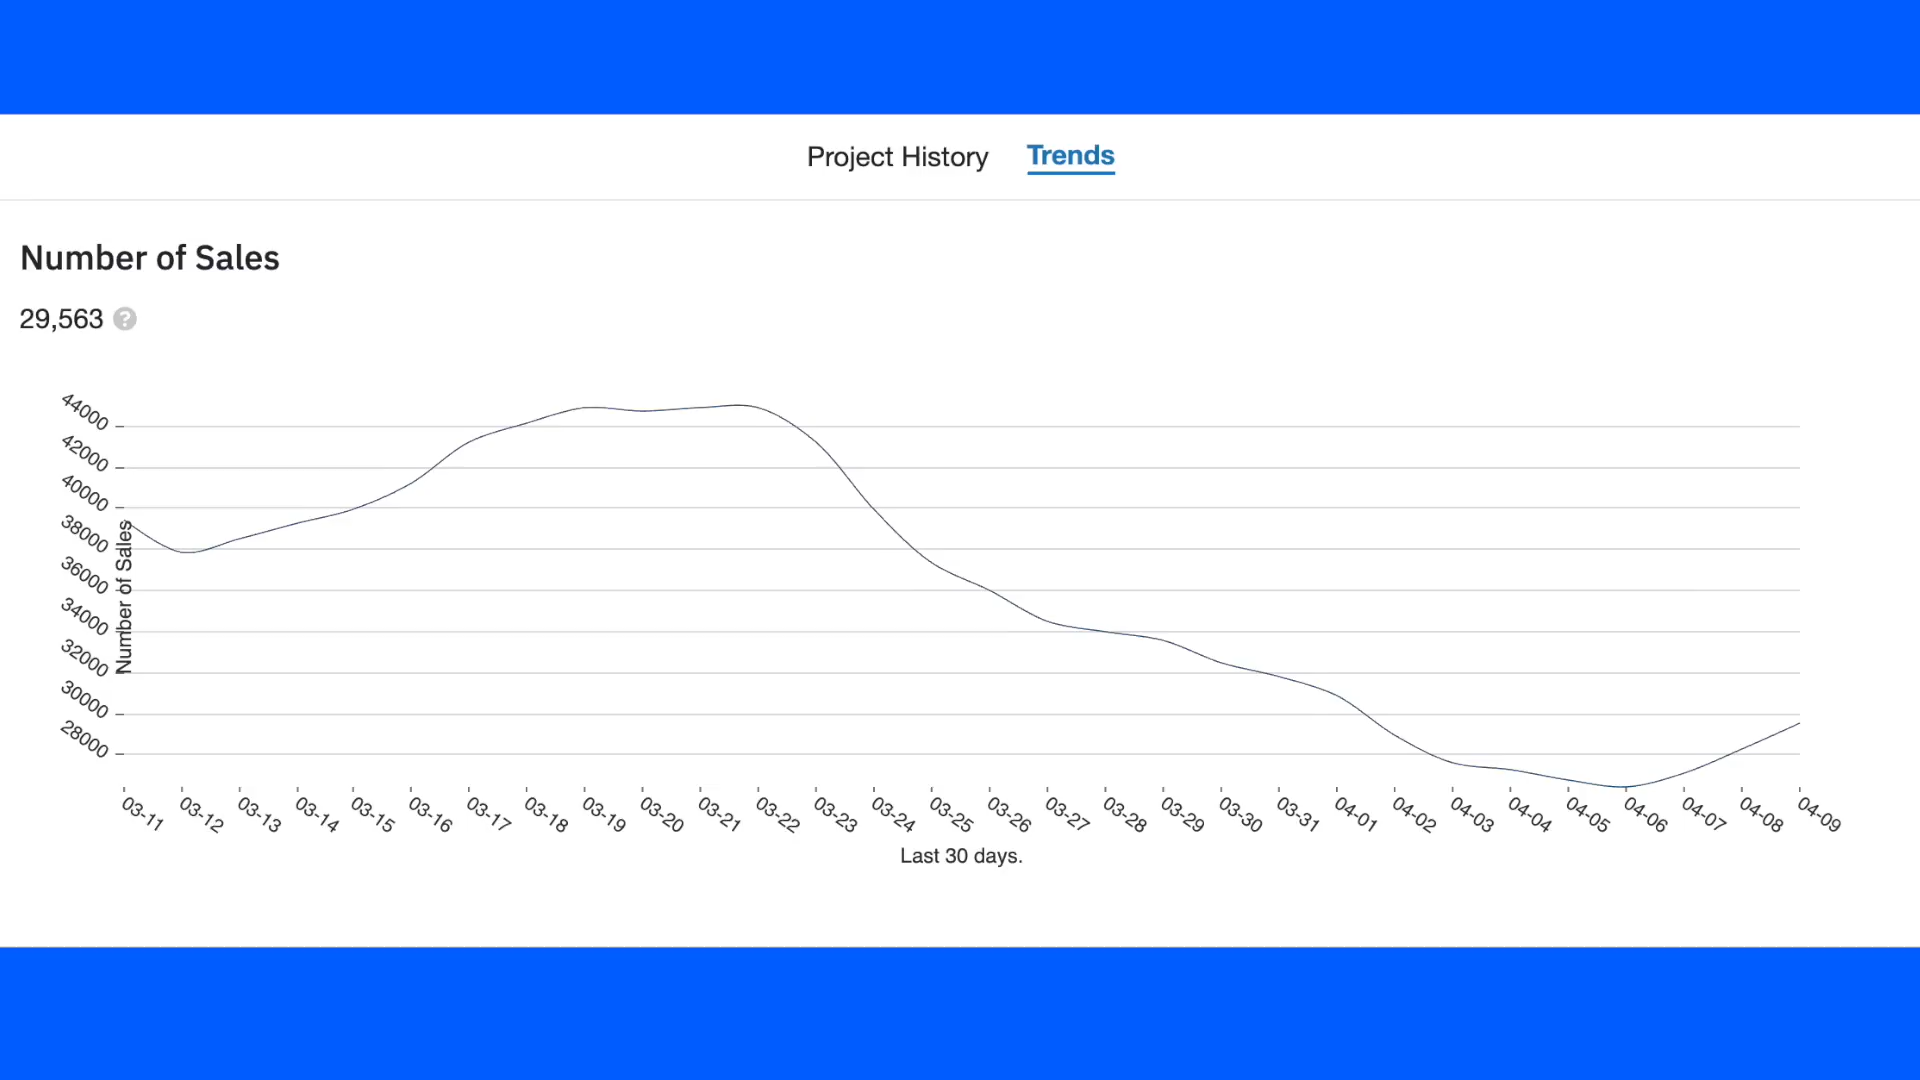 Project History Trends
Number of Sales
29,563 ?
44000
42000
40000
38000
36000
34000
32000
30000
28000
Number of Sales
03-11 03-12 03-13 03-14 03-15 03-16 03-17 03-18 03-19 03-20 03-21 03-22 03-23 03-24 03-25 03-26 03-27 03-28 03-29 03-30 03-31 04-01 04-02 04-03 04-04 04-05 04-06 04-07 04-08 04-09
Last 30 days.